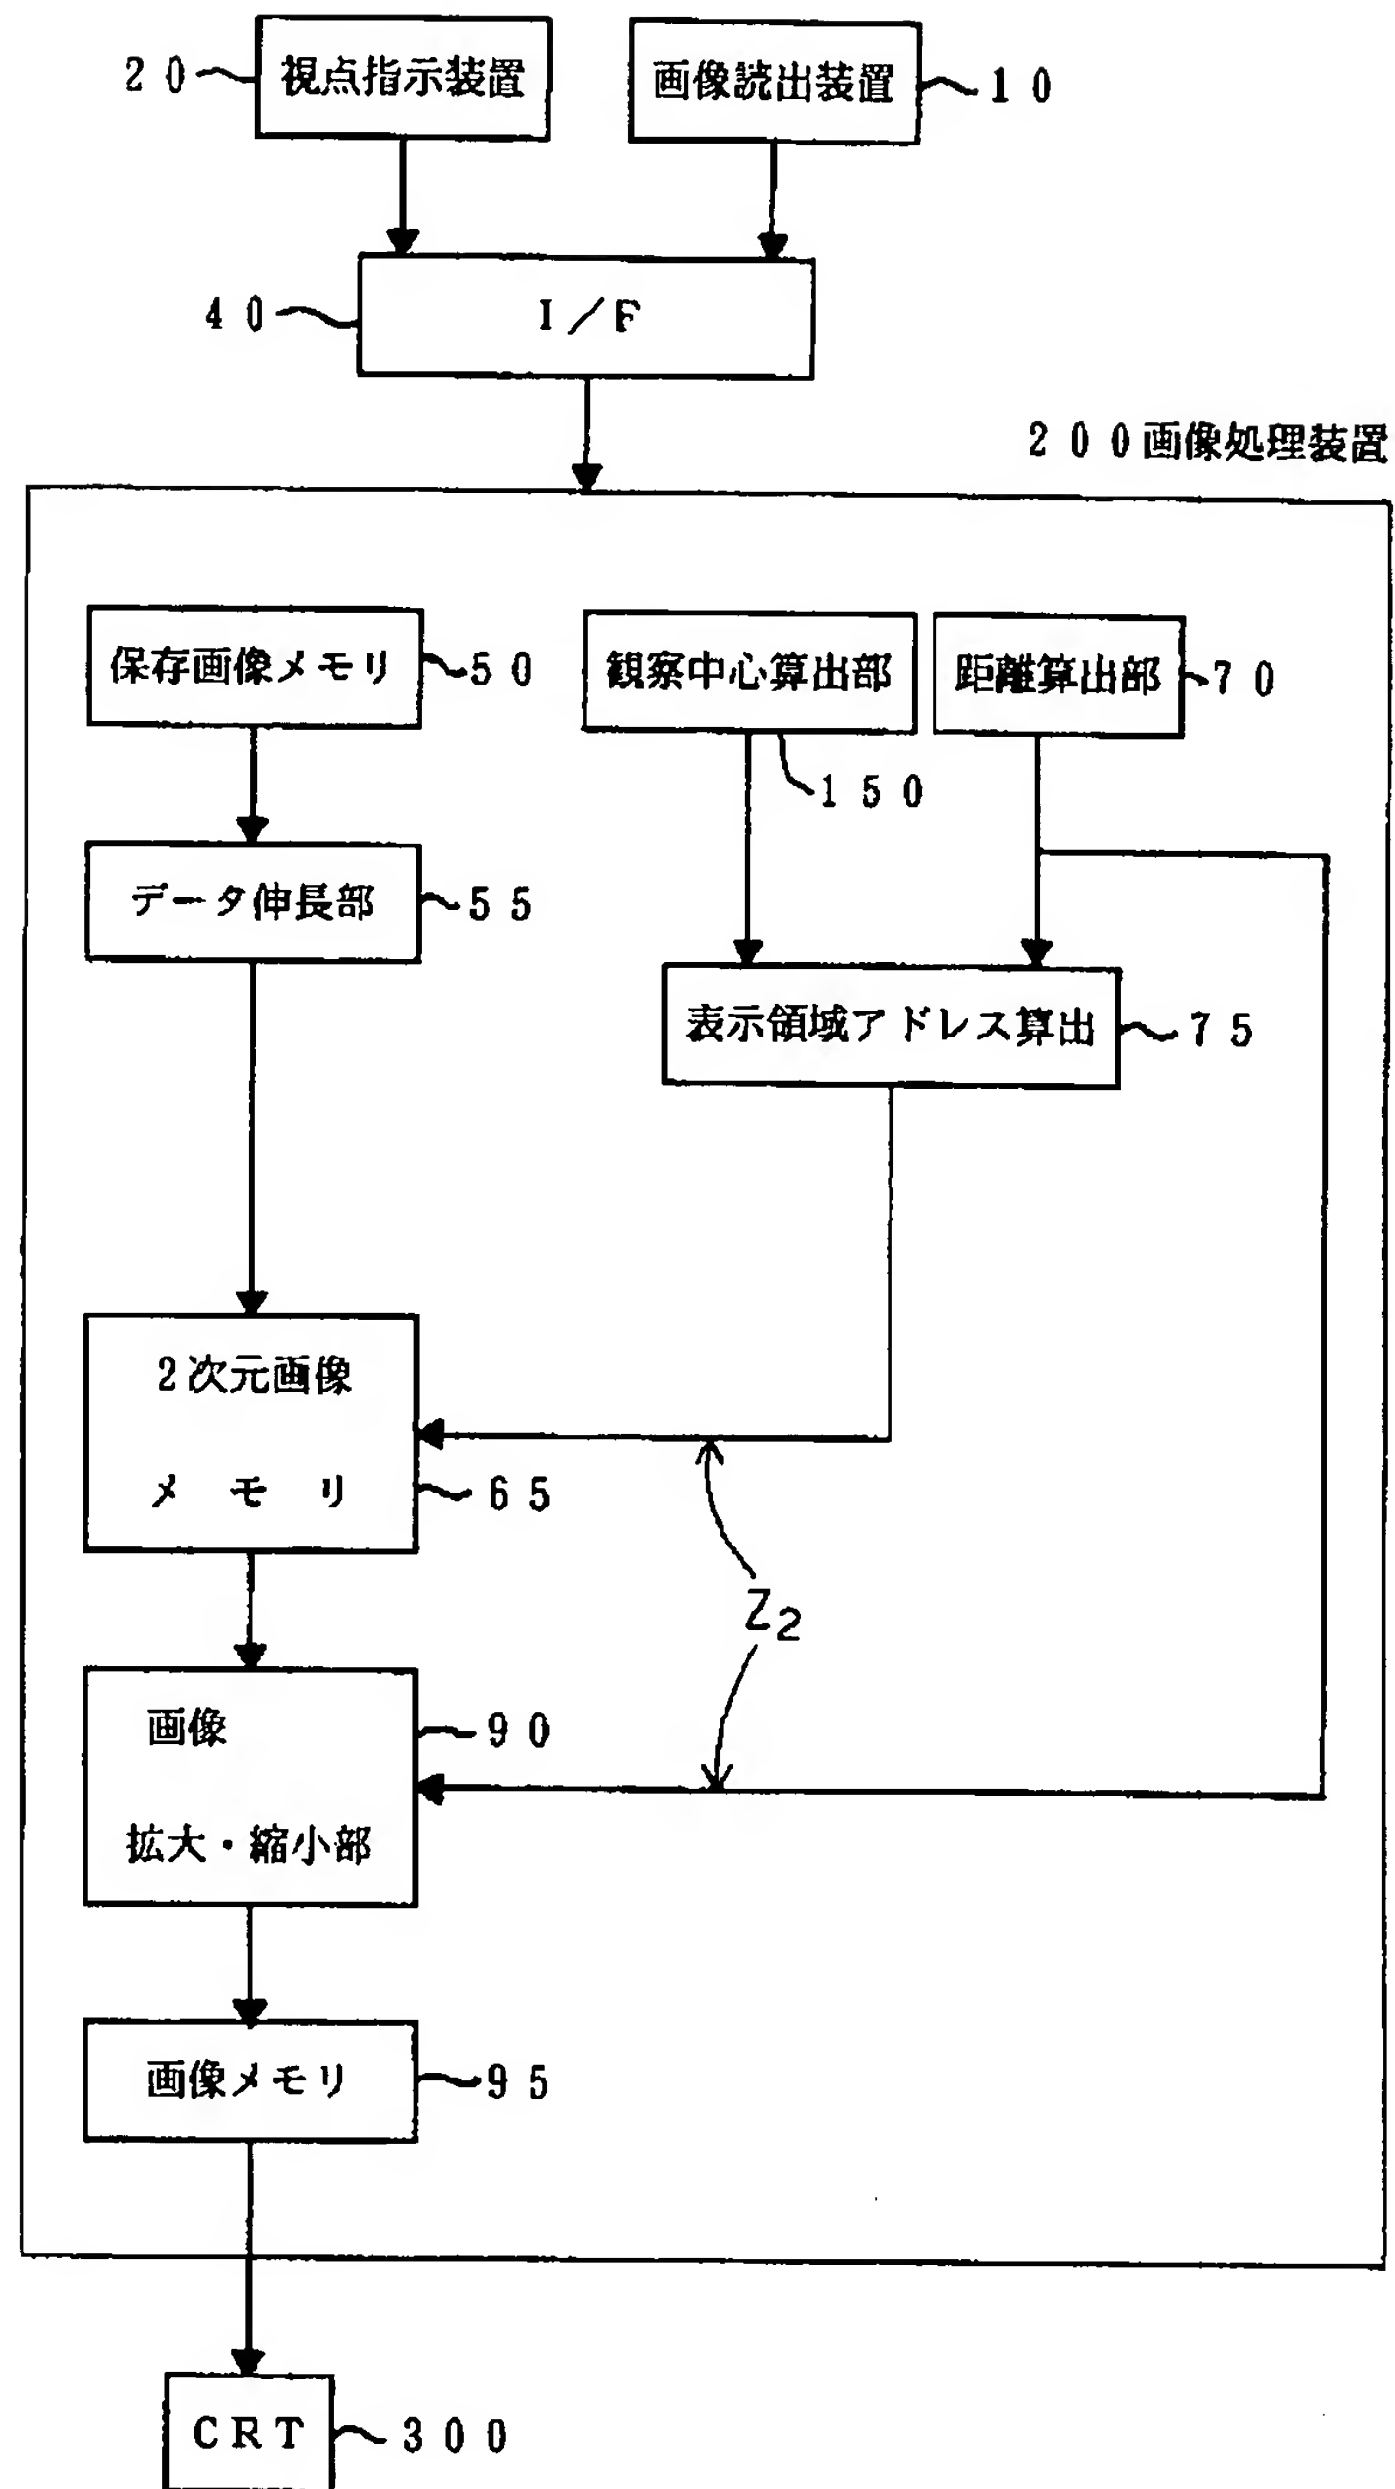 20 視点指示装置
画像読出装置 10
40 I/F
200画像処理装置
保存画像メモリ 50
観察中心算出部
150
距離算出部 70
データ伸長部 55
表示領域アドレス算出 75
2次元画像
メモリ 65
Z2
画像 90
拡大・縮小部
画像メモリ 95
CRT 300